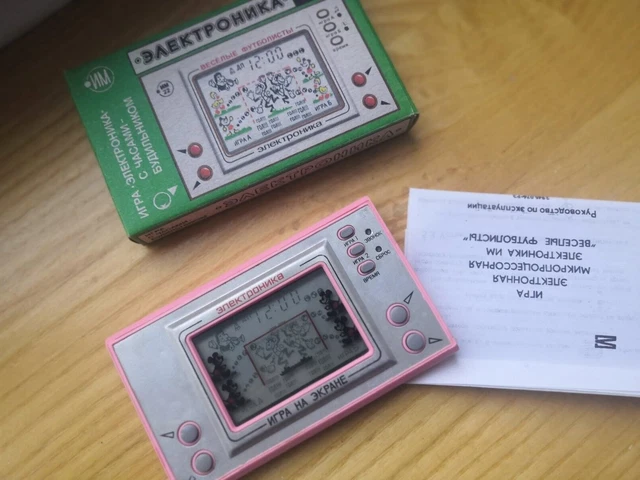 «ЭЛЕКТРОНИКА»
ИМ
ВЕСЕЛЫЕ ФУТБОЛИСТЫ
12:00
ИГРА А
ИГРА Б
электроника
ИГРА „ЭЛЕКТРОНИКА"
С ЧАСАМИ-
БУДИЛЬНИКОМ
ЭЛЕКТРОНИКА
12:00
ИГРА НА ЭКРАНЕ
ИГРА 1
ИГРА 2
ВРЕМЯ
ЗВОНОК
СБРОС
ИГРА
ЭЛЕКТРОННАЯ
МИКРОПРОЦЕССОРНАЯ
ЭЛЕКТРОНИКА ИМ
"ВЕСЕЛЫЕ ФУТБОЛИСТЫ"
Руководство по эксплуатации